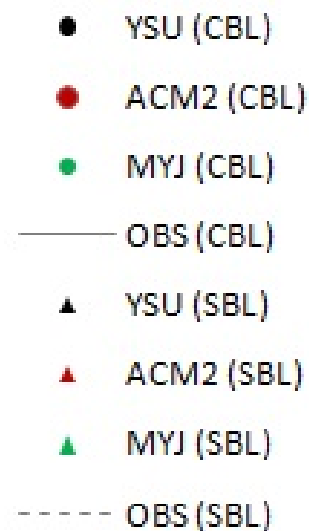 YSU (CBL)
ACM2 (CBL)
MYJ (CBL)
OBS (CBL)
YSU (SBL)
ACM2 (SBL)
MYJ (SBL)
OBS (SBL)